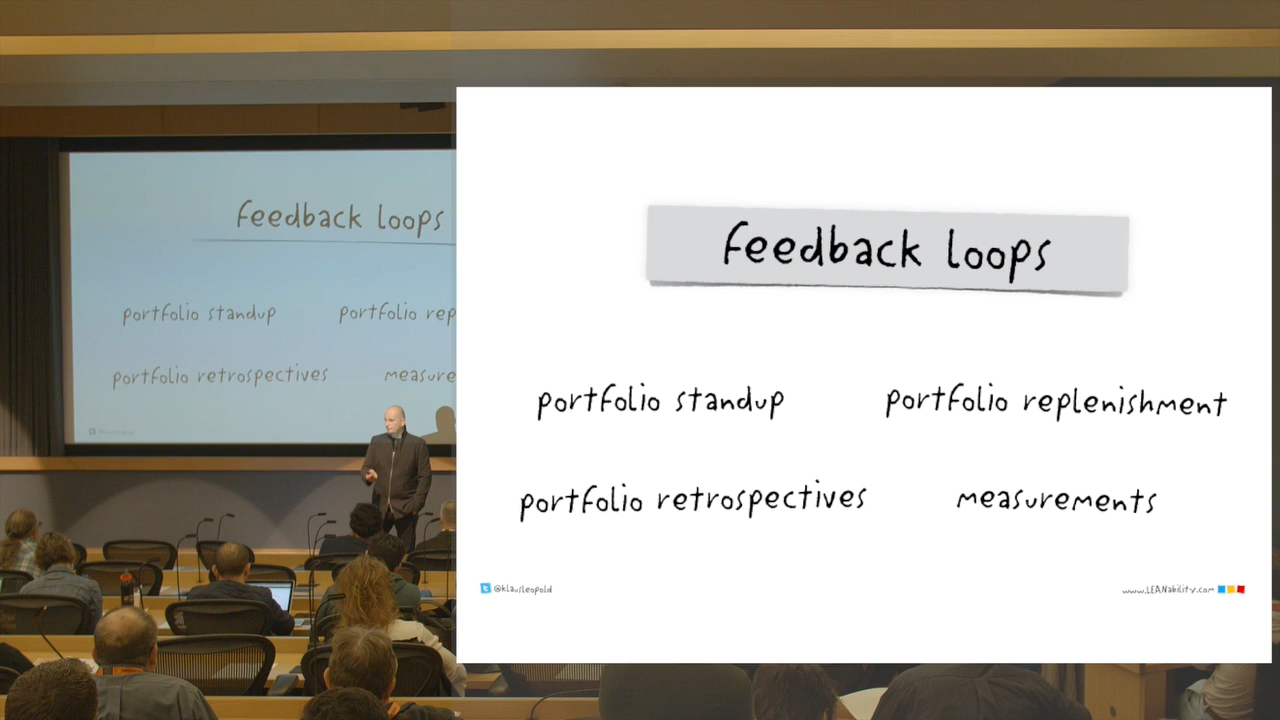 feedback loops
portfolio standup
portfolio rep
portfolio retrospectives
measure
feedback loops
portfolio standup portfolio replenishment
portfolio retrospectives measurements
@klausleopold
www.LEANability.com